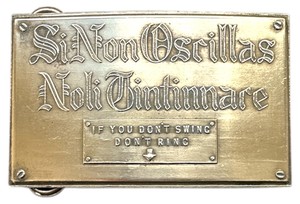 Si Non Oscillas
Noli Tintinnare
IF YOU DON'T SWING
DON'T RING